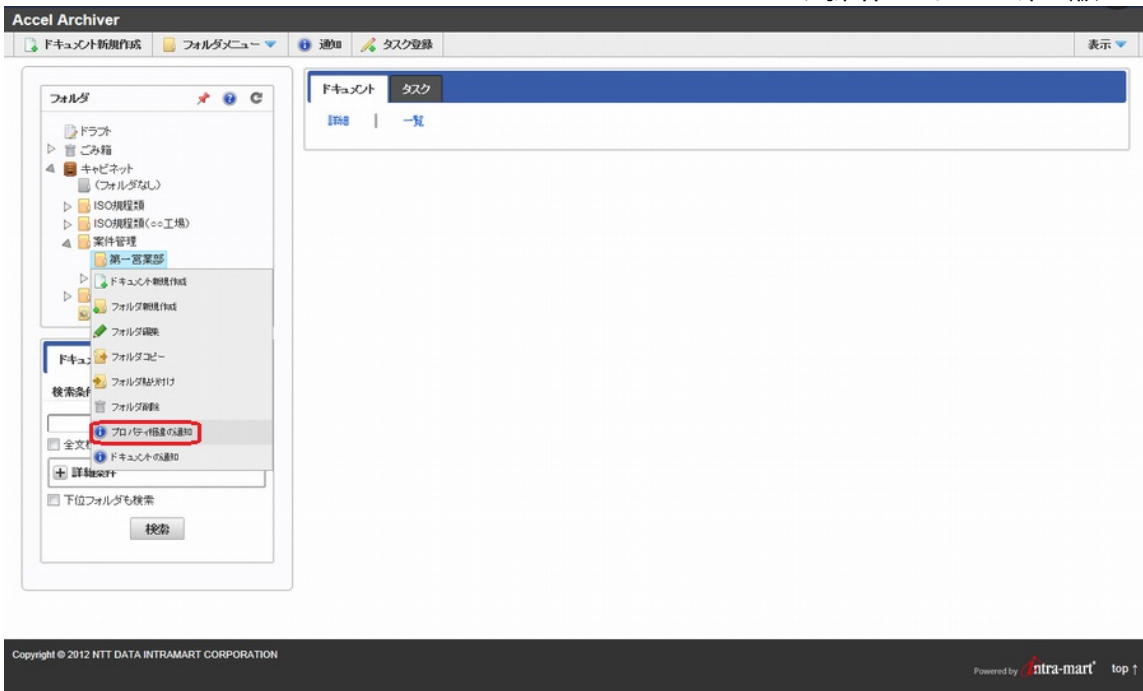 Accel Archiver
ドキュメント新規作成 フォルダメニュー 通知 タスク登録 表示
フォルダ
ドラフト
ごみ箱
キャビネット
(フォルダなし)
ISO規程類
ISO規程類(○○工場)
案件管理
第一営業部
ドキュメント新規作成
フォルダ新規作成
フォルダ編集
フォルダコピー
フォルダ貼り付け
フォルダ削除
プロパティ検索の通知
ドキュメントの通知
ドキュメント タスク
詳細 | 一覧
ドキュ
検索条件
全文
詳細条件
下位フォルダも検索
検索
Copyright © 2012 NTT DATA INTRAMART CORPORATION
Powered by intra-mart top ↑